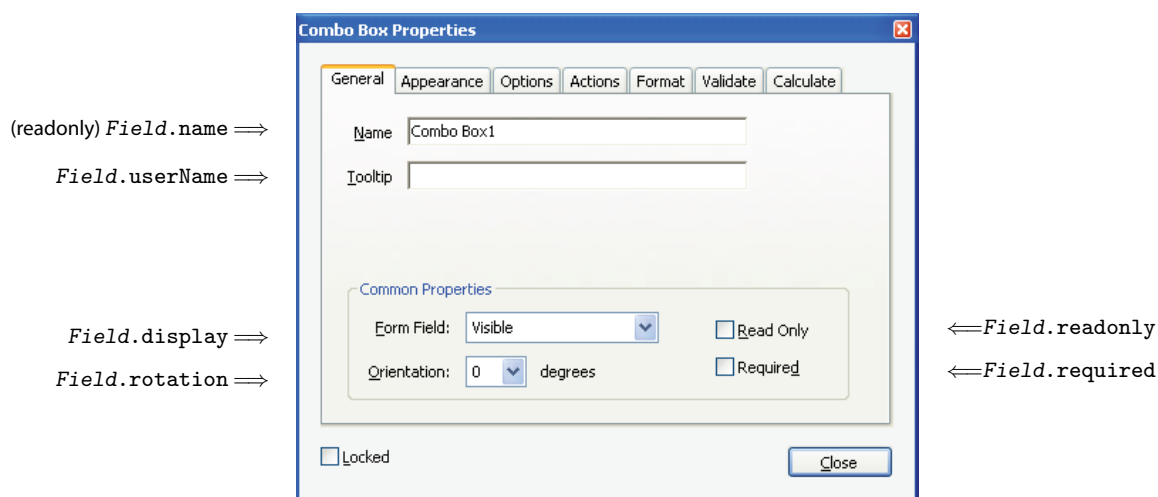 Combo Box Properties
General Appearance Options Actions Format Validate Calculate
(readonly) Field.name ⟹ Name Combo Box1
Field.userName ⟹ Tooltip
Common Properties
Field.display ⟹ Form Field: Visible Read Only ⟸ Field.readonly
Field.rotation ⟹ Orientation: 0 degrees Required ⟸ Field.required
Locked Close